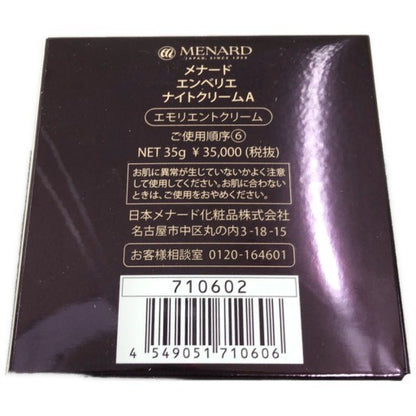 MENARD
JAPAN, SINCE 1959
メナード
エンベリエ
ナイトクリームA
エモリエントクリーム
ご使用順序⑥
NET 35g ¥35,000(税抜)
お肌に異常が生じていないかよく注意
して使用してください。お肌に合わない
ときは、ご使用をおやめください。
日本メナード化粧品株式会社
名古屋市中区丸の内3-18-15
お客様相談室 0120-164601
710602
4 549051 710606